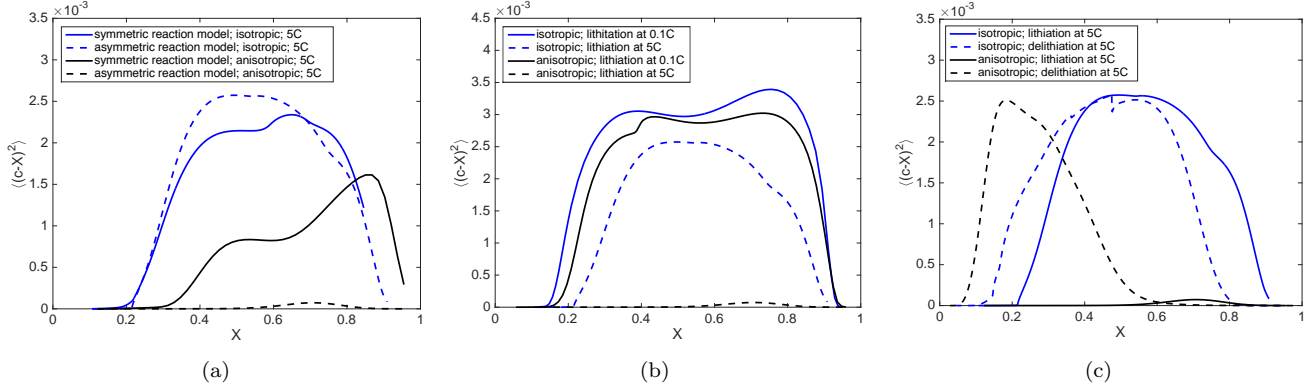 ×10⁻³
3.5
3
2.5
2
1.5
1
0.5
0
0 0.2 0.4 0.6 0.8 1
⟨(c-X)²⟩
X
symmetric reaction model; isotropic; 5C
asymmetric reaction model; isotropic; 5C
symmetric reaction model; anisotropic; 5C
asymmetric reaction model; anisotropic; 5C
(a)
×10⁻³
4.5
4
3.5
3
2.5
2
1.5
1
0.5
0
0 0.2 0.4 0.6 0.8 1
⟨(c-X)²⟩
X
isotropic; lithitation at 0.1C
isotropic; lithiation at 5C
anisotropic; lithiation at 0.1C
anisotropic; lithiation at 5C
(b)
×10⁻³
3.5
3
2.5
2
1.5
1
0.5
0
0 0.2 0.4 0.6 0.8 1
⟨(c-X)²⟩
X
isotropic; lithiation at 5C
isotropic; delithiation at 5C
anisotropic; lithiation at 5C
anisotropic; delithiation at 5C
(c)